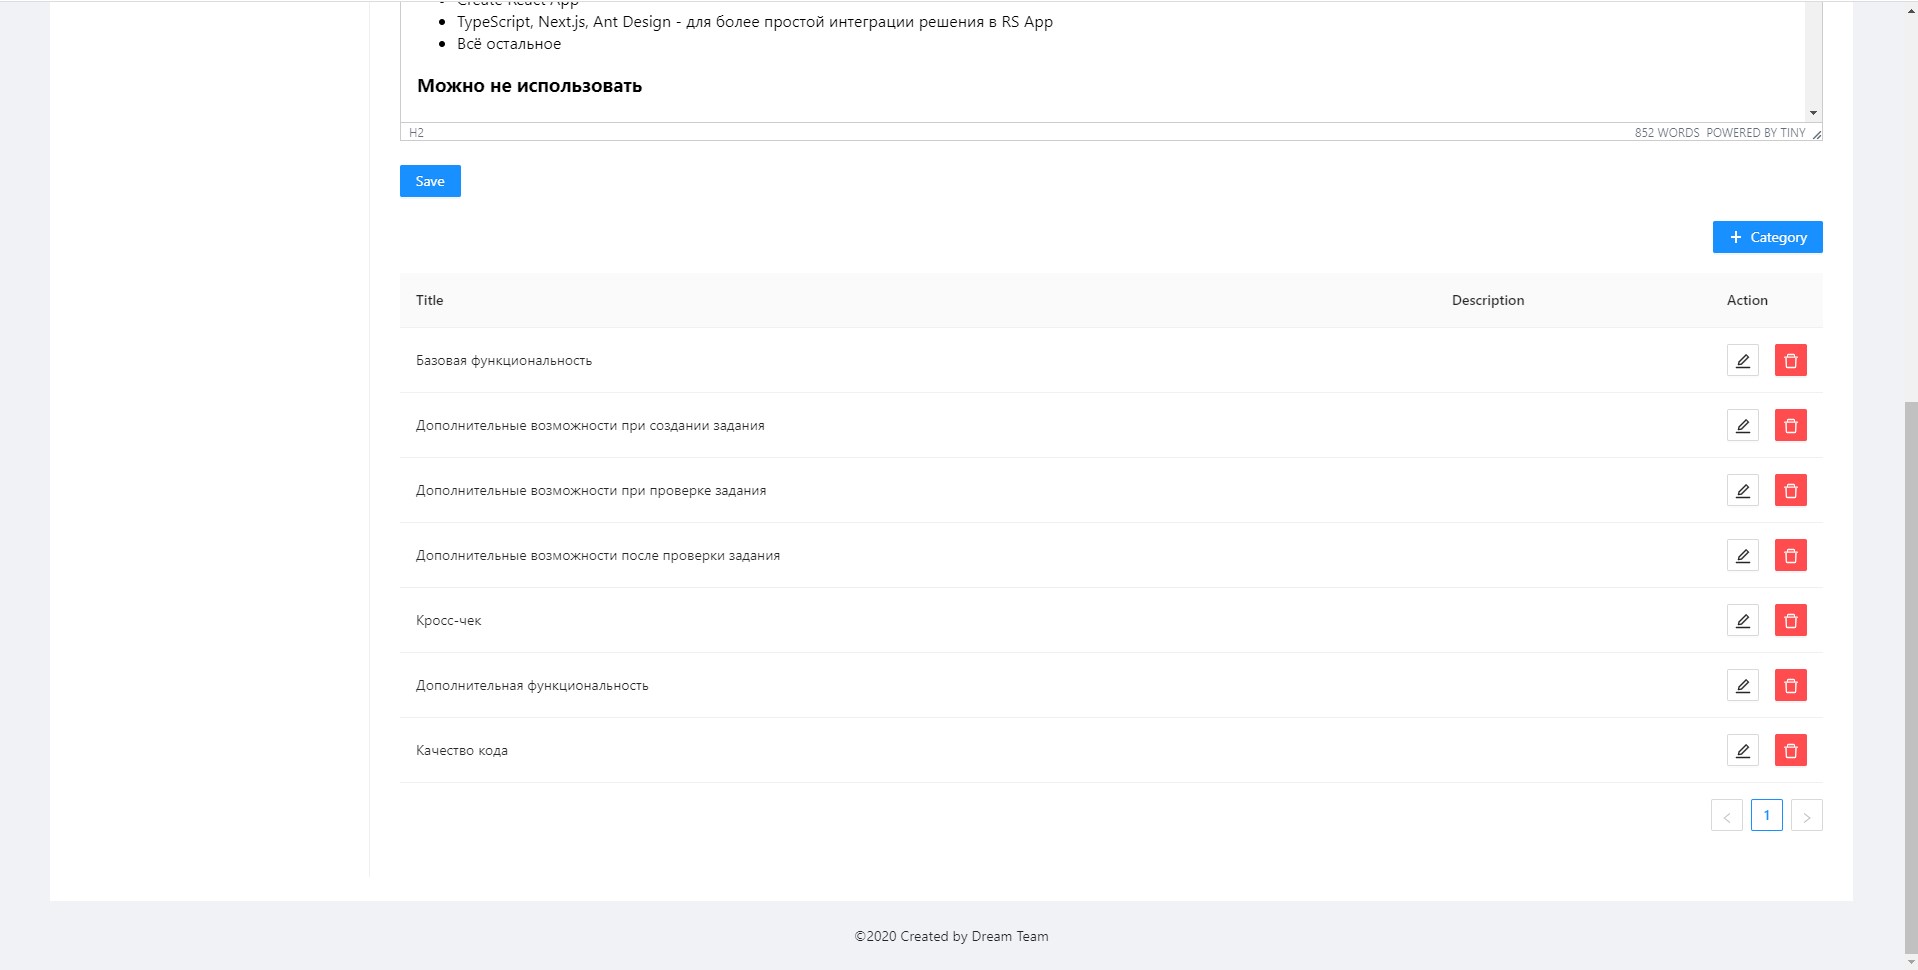 Create React App
TypeScript, Next.js, Ant Design - для более простой интеграции решения в RS App
Всё остальное
Можно не использовать
H2
852 WORDS POWERED BY TINY
Save
+ Category
Title Description Action
Базовая функциональность
Дополнительные возможности при создании задания
Дополнительные возможности при проверке задания
Дополнительные возможности после проверки задания
Кросс-чек
Дополнительная функциональность
Качество кода
< 1 >
©2020 Created by Dream Team